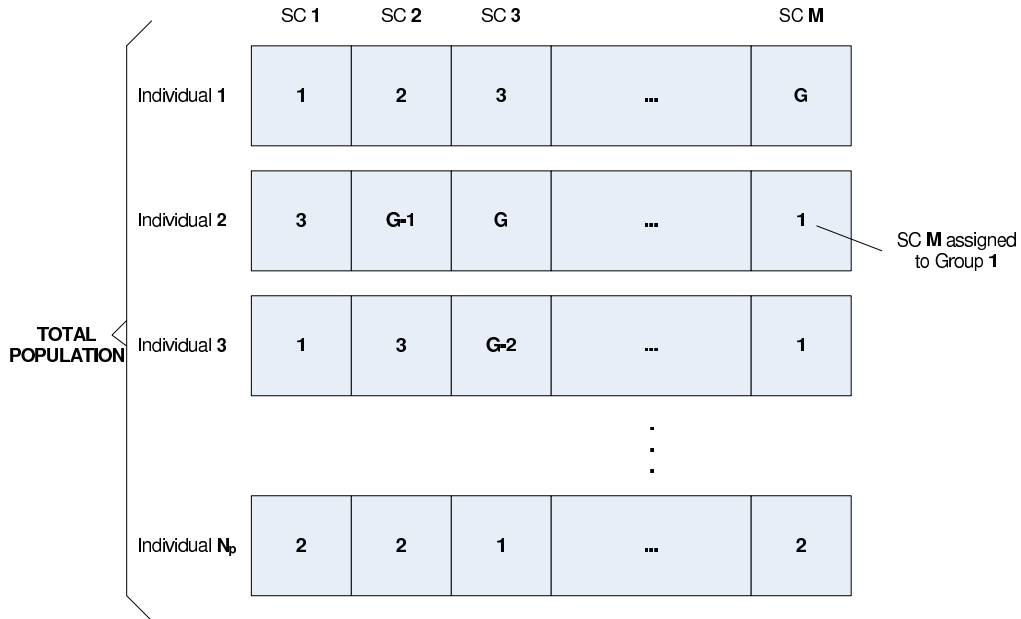 SC 1 SC 2 SC 3 SC M
Individual 1 1 2 3 ... G
Individual 2 3 G-1 G ... 1
SC M assigned
to Group 1
TOTAL
POPULATION
Individual 3 1 3 G-2 ... 1
.
.
.
Individual Np 2 2 1 ... 2